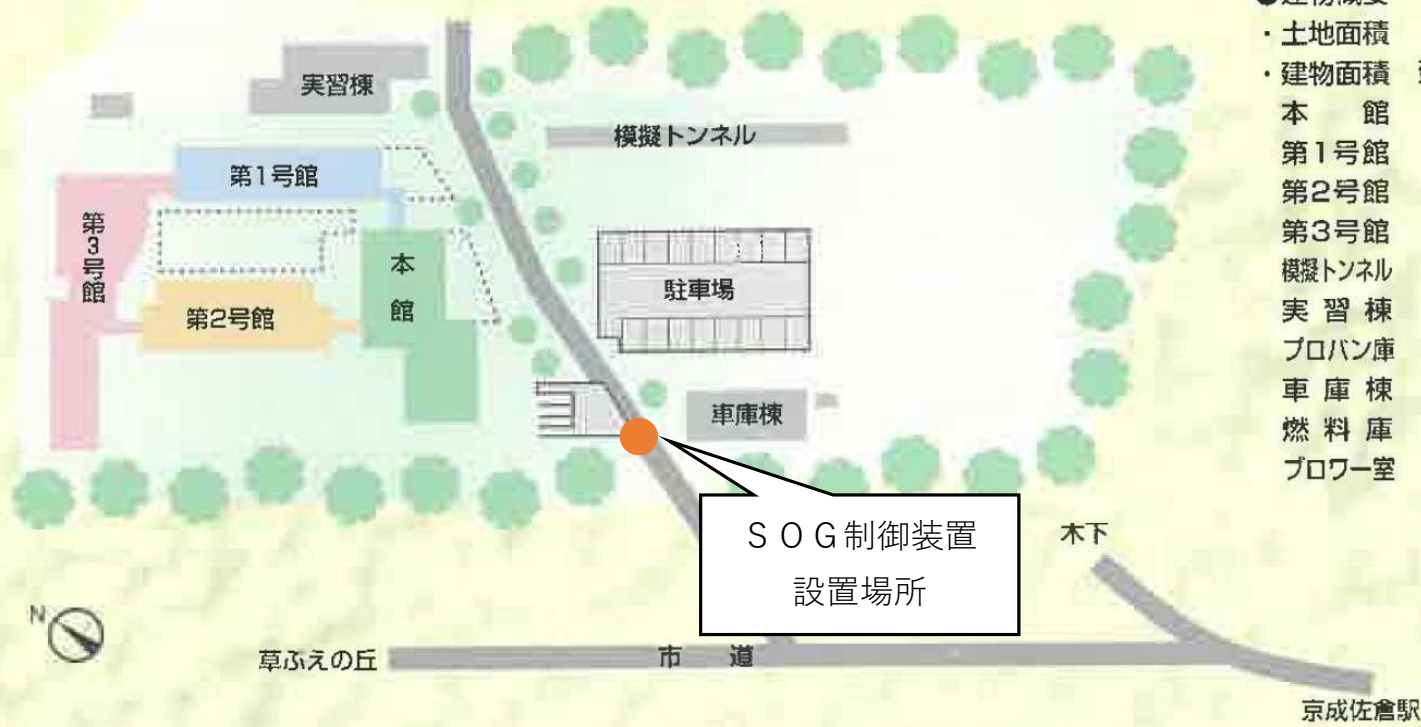 ・土地面積
・建物面積
本　館
第1号館
第2号館
第3号館
模擬トンネル
実習棟
プロパン庫
車庫棟
燃料庫
ブロワー室
実習棟
模擬トンネル
第1号館
第3号館
本館
駐車場
第2号館
車庫棟
ＳＯＧ制御装置
設置場所
木下
N
草ふえの丘
市　道
京成佐倉駅